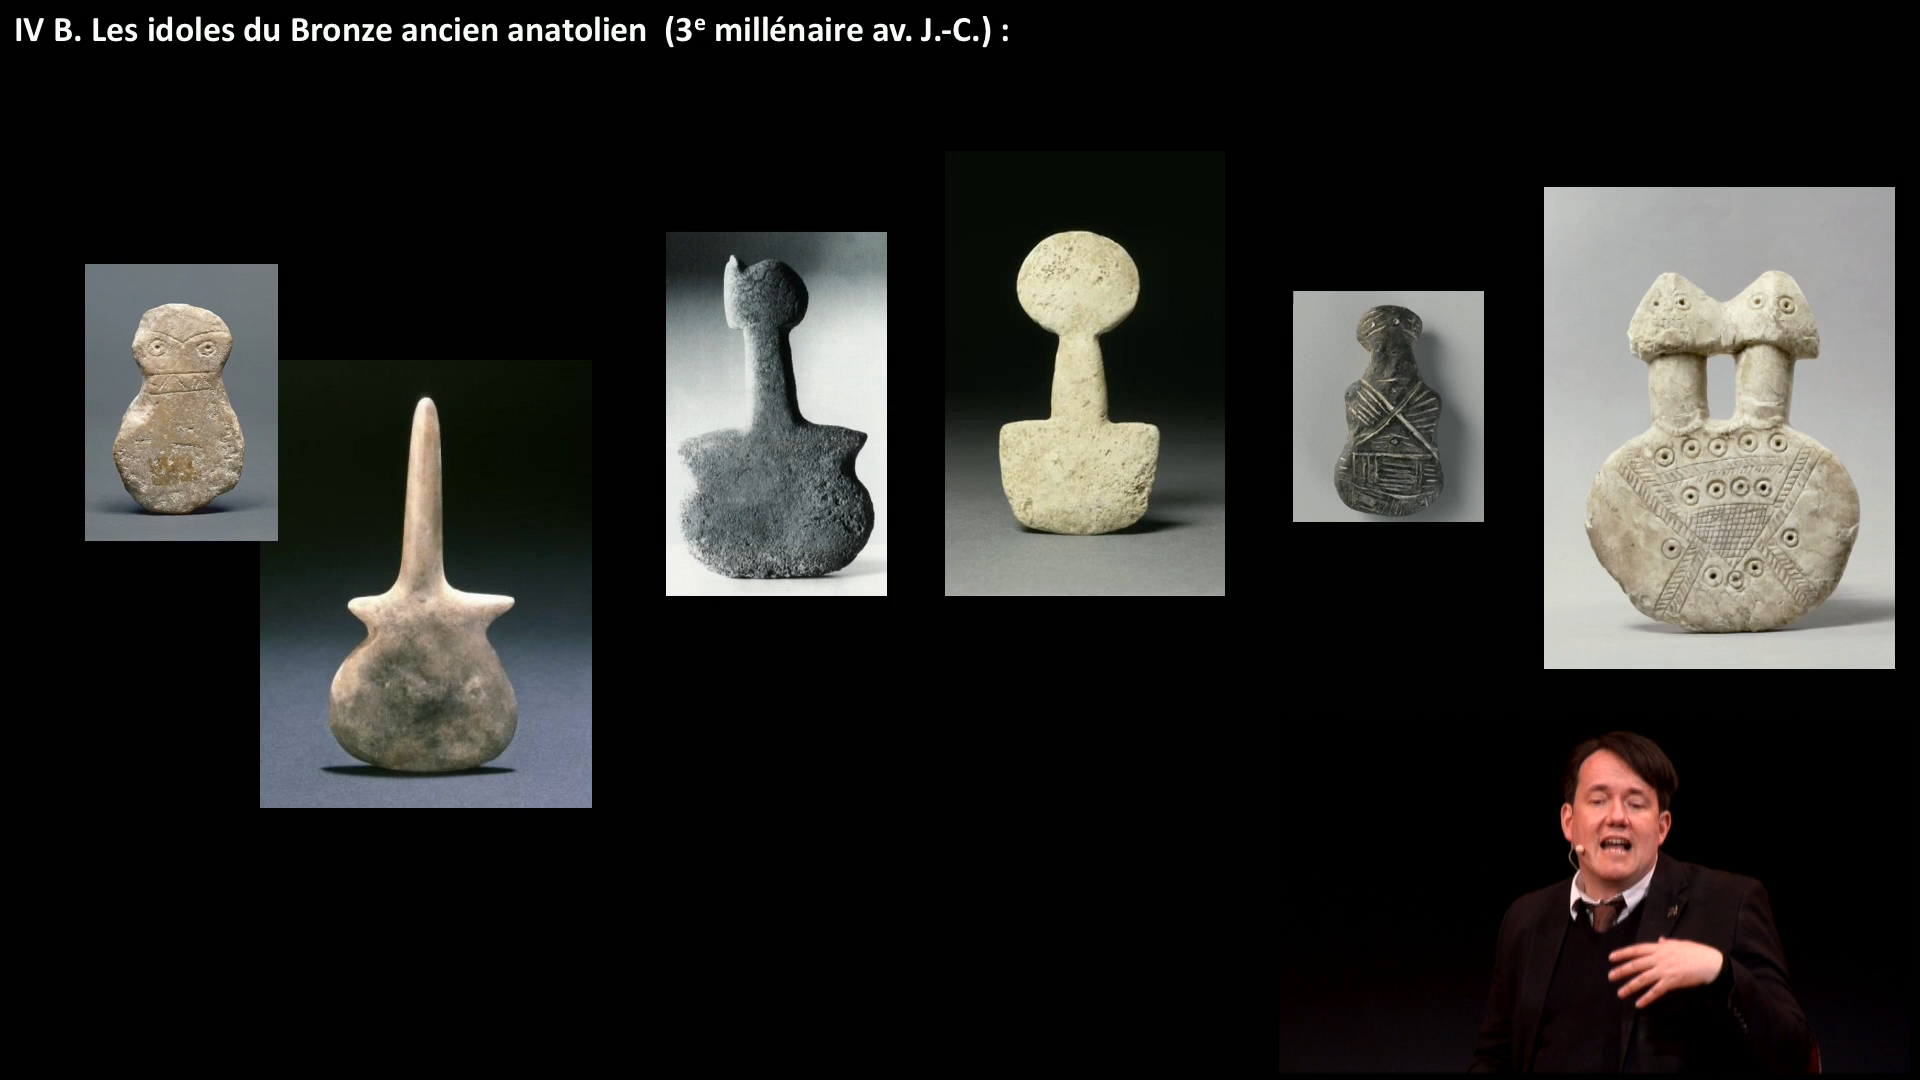 IV B. Les idoles du Bronze ancien anatolien (3e millénaire av. J.-C.) :